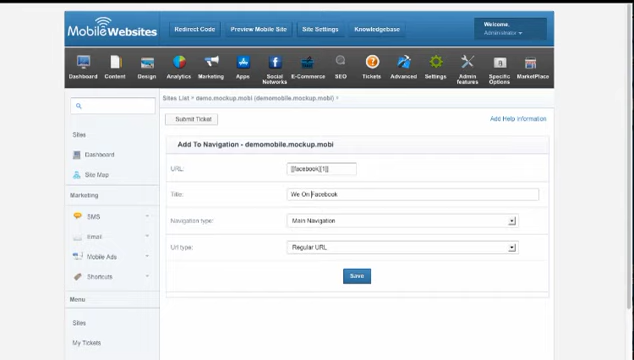 Mobile Websites
Redirect Code
Preview Mobile Site
Site Settings
Knowledgebase
Welcome,
Administrator
Dashboard
Content
Design
Analytics
Marketing
Apps
Social Networks
E-Commerce
SEO
Tickets
Advanced
Settings
Admin features
Specific Options
MarketPlace
Sites List > demo.mockup.mobi (demomobile.mockup.mobi) >
Submit Ticket
Add Help Information
Add To Navigation - demomobile.mockup.mobi
URL: [[facebook][1]]
Title: We On Facebook
Navigation type: Main Navigation
Url type: Regular URL
Save
Sites
Dashboard
Site Map
Marketing
SMS
Email
Mobile Ads
Shortcuts
Menu
Sites
My Tickets